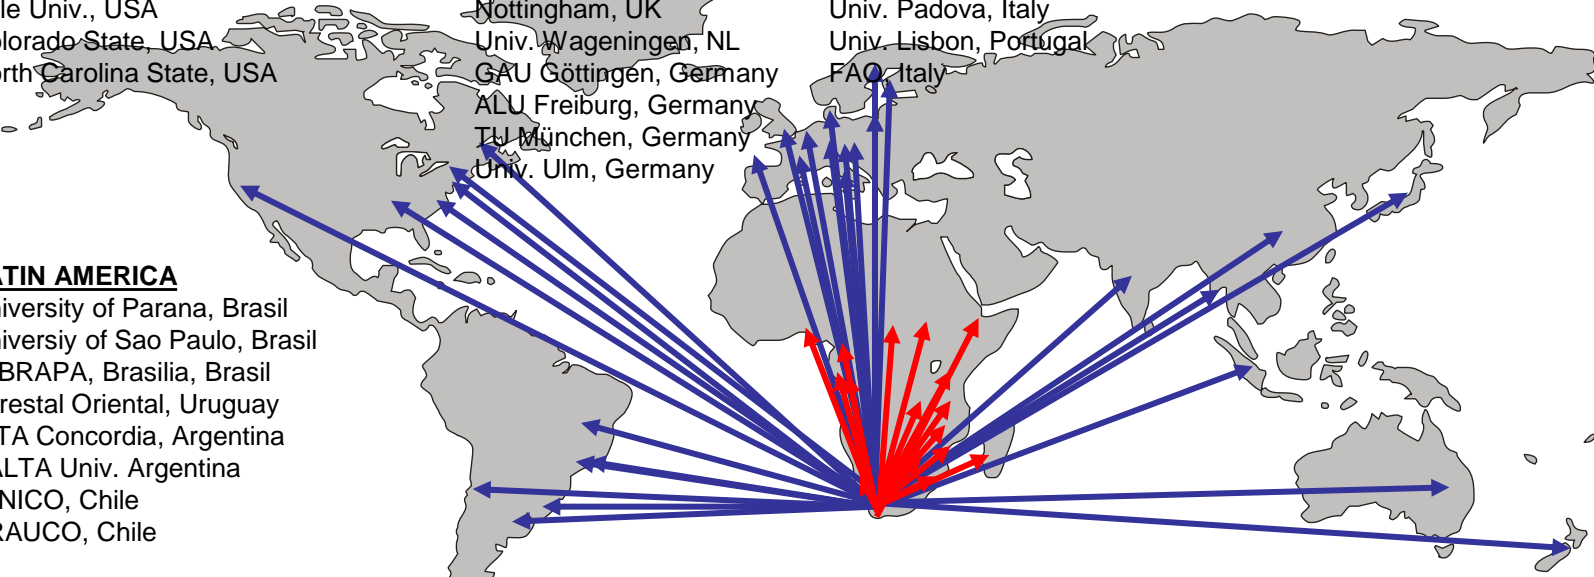 le Univ., USA
olorado State, USA
orth Carolina State, USA
Nottingham, UK
Univ. Wageningen, NL
GAU Göttingen, Germany
ALU Freiburg, Germany
TU München, Germany
Univ. Ulm, Germany
Univ. Padova, Italy
Univ. Lisbon, Portugal
FAO, Italy
ATIN AMERICA
niversity of Parana, Brasil
niversiy of Sao Paulo, Brasil
BRAPA, Brasilia, Brasil
restal Oriental, Uruguay
TA Concordia, Argentina
ALTA Univ. Argentina
NICO, Chile
RAUCO, Chile